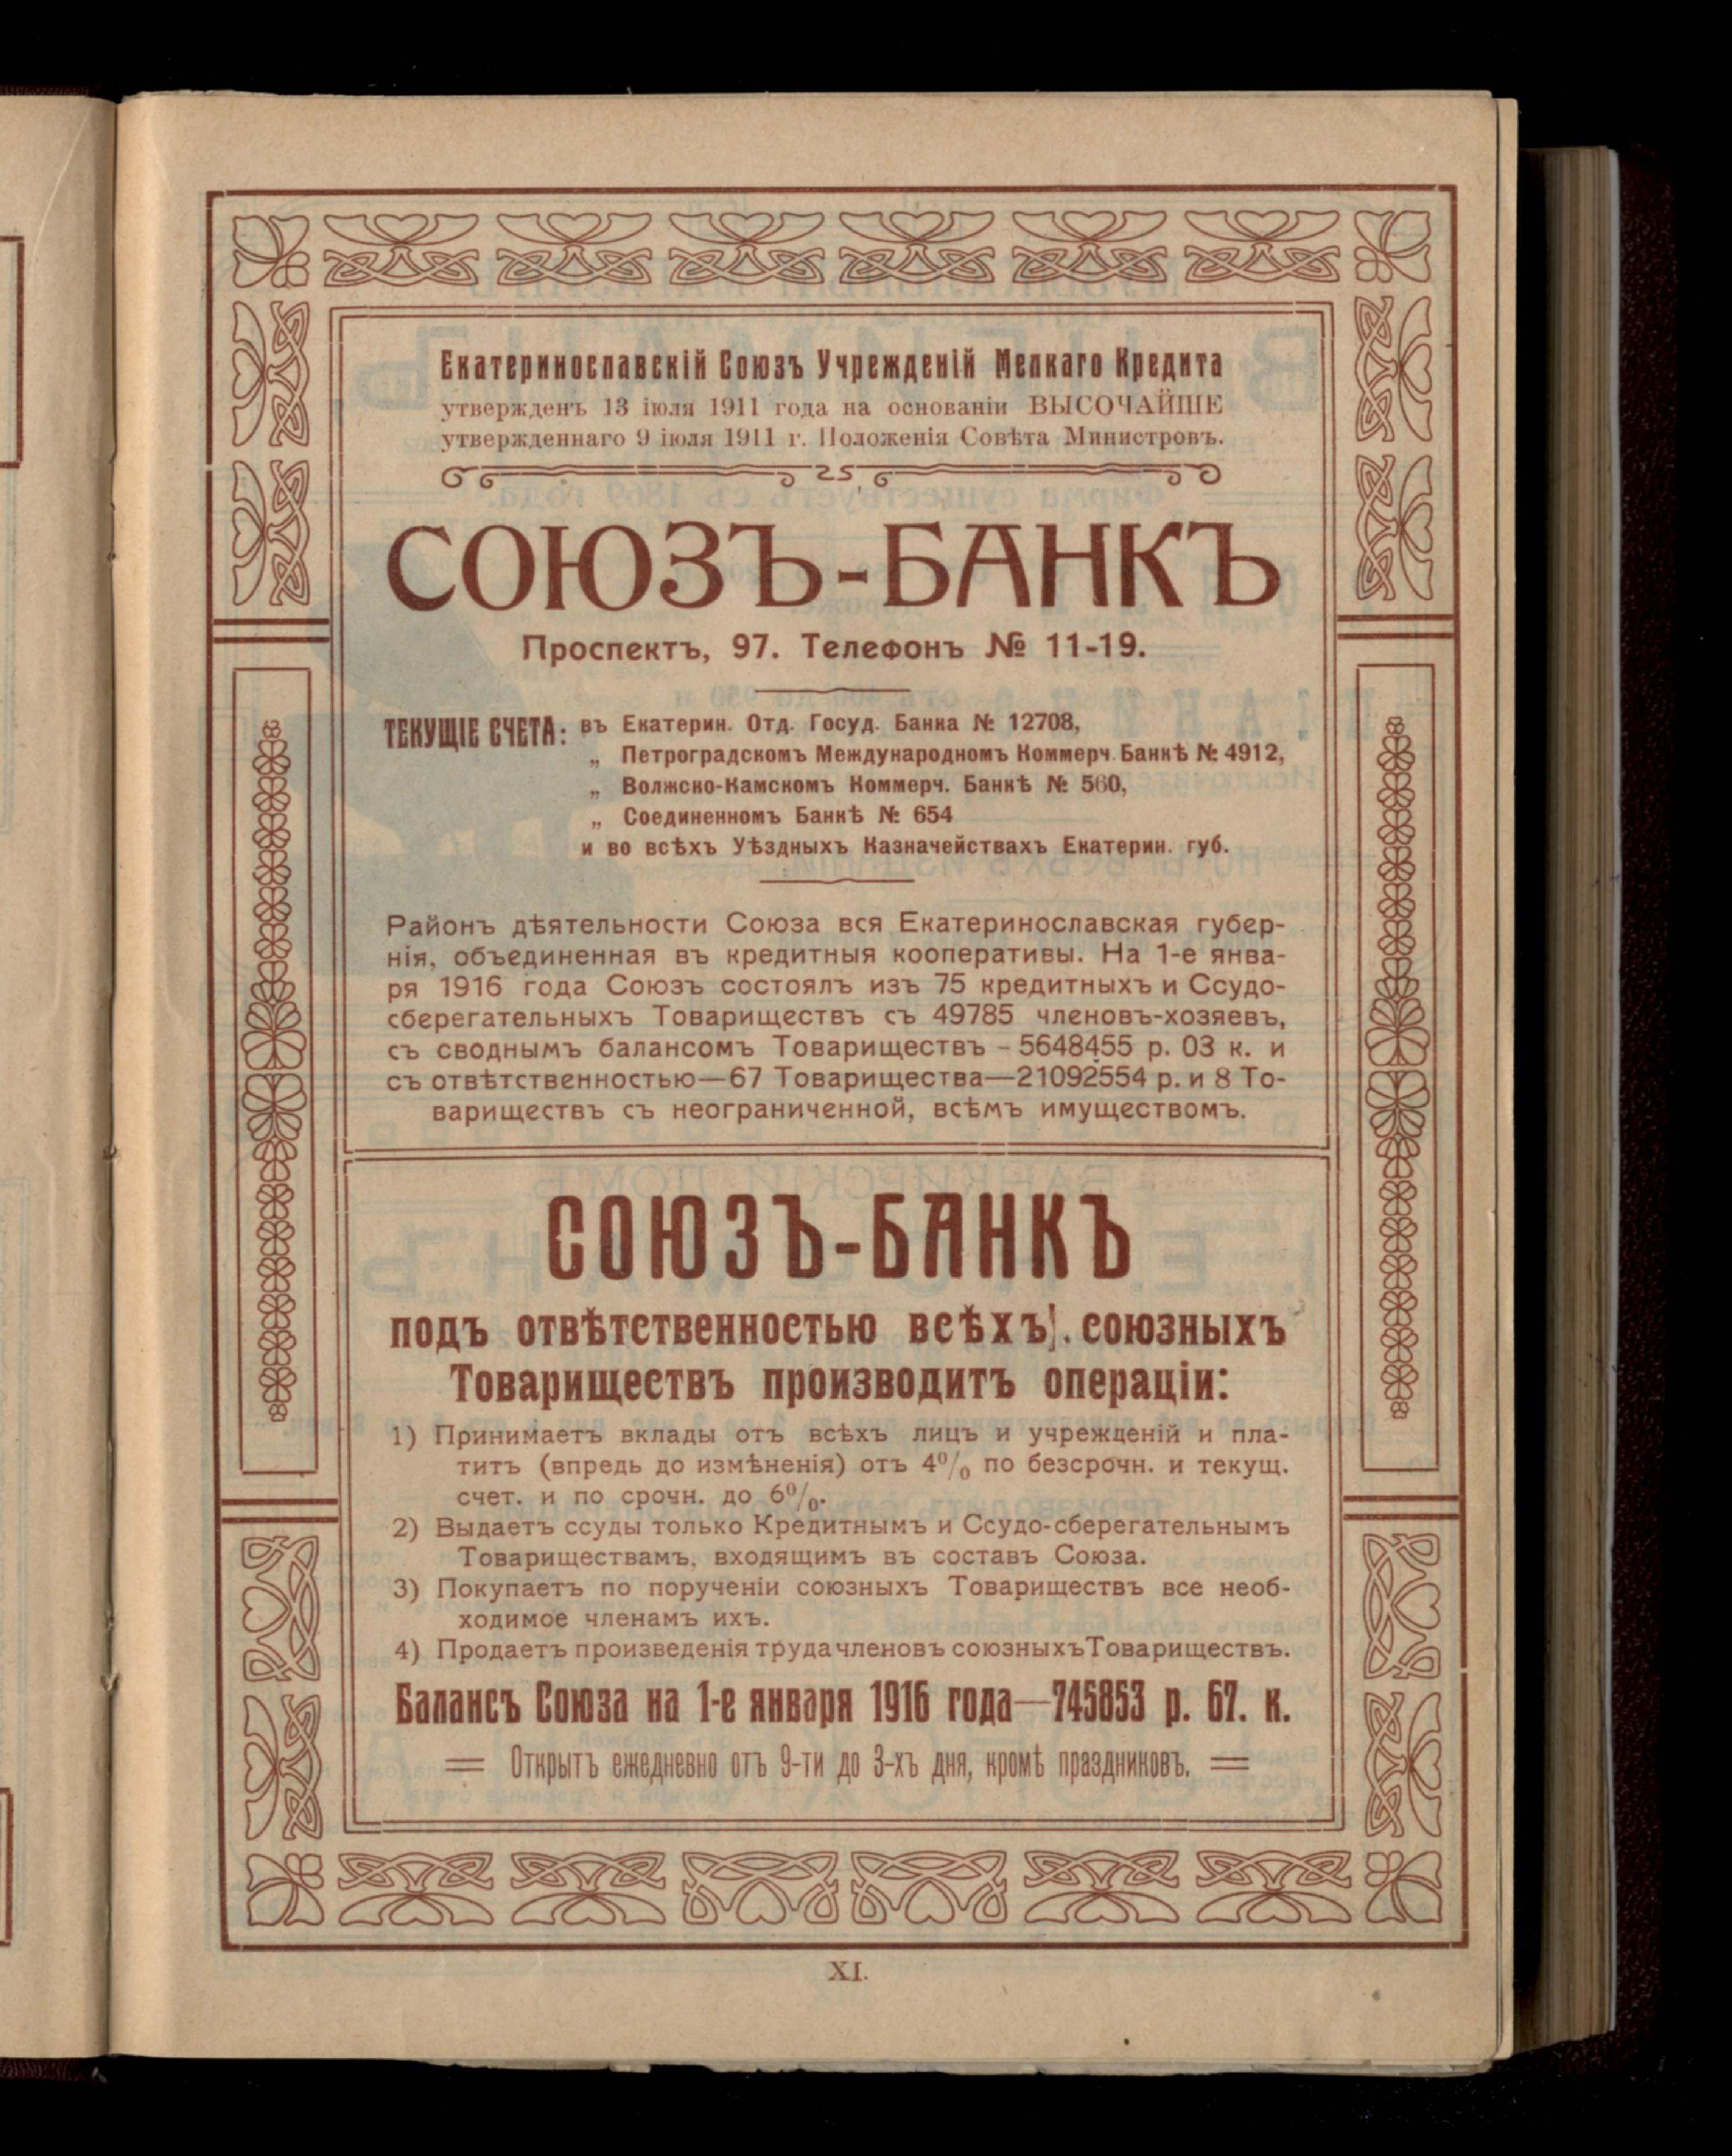 Екатеринославскій Союзъ Учрежденій Мелкаго Кредита
утвержденъ 13 іюля 1911 года на основаніи ВЫСОЧАЙШЕ
утвержденнаго 9 іюля 1911 г. Положенія Совѣта Министровъ.
СОЮЗЪ-БАНКЪ
Проспектъ, 97. Телефонъ № 11-19.
ТЕКУЩІЕ СЧЕТА: въ Екатерин. Отд. Госуд. Банка № 12708,
„ Петроградскомъ Международномъ Коммерч. Банкѣ № 4912,
„ Волжско-Камскомъ Коммерч. Банкѣ № 560,
„ Соединенномъ Банкѣ № 654
и во всѣхъ Уѣздныхъ Казначействахъ Екатерин. губ.
Районъ дѣятельности Союза вся Екатеринославская губер-
нія, объединенная въ кредитныя кооперативы. На 1-е янва-
ря 1916 года Союзъ состоялъ изъ 75 кредитныхъ и Ссудо-
сберегательныхъ Товариществъ съ 49785 членовъ-хозяевъ,
съ своднымъ балансомъ Товариществъ – 5648455 р. 03 к. и
съ отвѣтственностью—67 Товарищества—21092554 р. и 8 То-
вариществъ съ неограниченной, всѣмъ имуществомъ.
СОЮЗЪ-БАНКЪ
подъ отвѣтственностью всѣхъ союзныхъ
Товариществъ производитъ операціи:
1) Принимаетъ вклады отъ всѣхъ лицъ и учрежденій и пла-
титъ (впредь до измѣненія) отъ 4% по безсрочн. и текущ.
счет. и по срочн. до 6%.
2) Выдаетъ ссуды только Кредитнымъ и Ссудо-сберегательнымъ
Товариществамъ, входящимъ въ составъ Союза.
3) Покупаетъ по порученіи союзныхъ Товариществъ все необ-
ходимое членамъ ихъ.
4) Продаетъ произведенія труда членовъ союзныхъ Товариществъ.
Балансъ Союза на 1-е января 1916 года—745853 р. 67. к.
Открытъ ежедневно отъ 9-ти до 3-хъ дня, кромѣ праздниковъ.
XI.